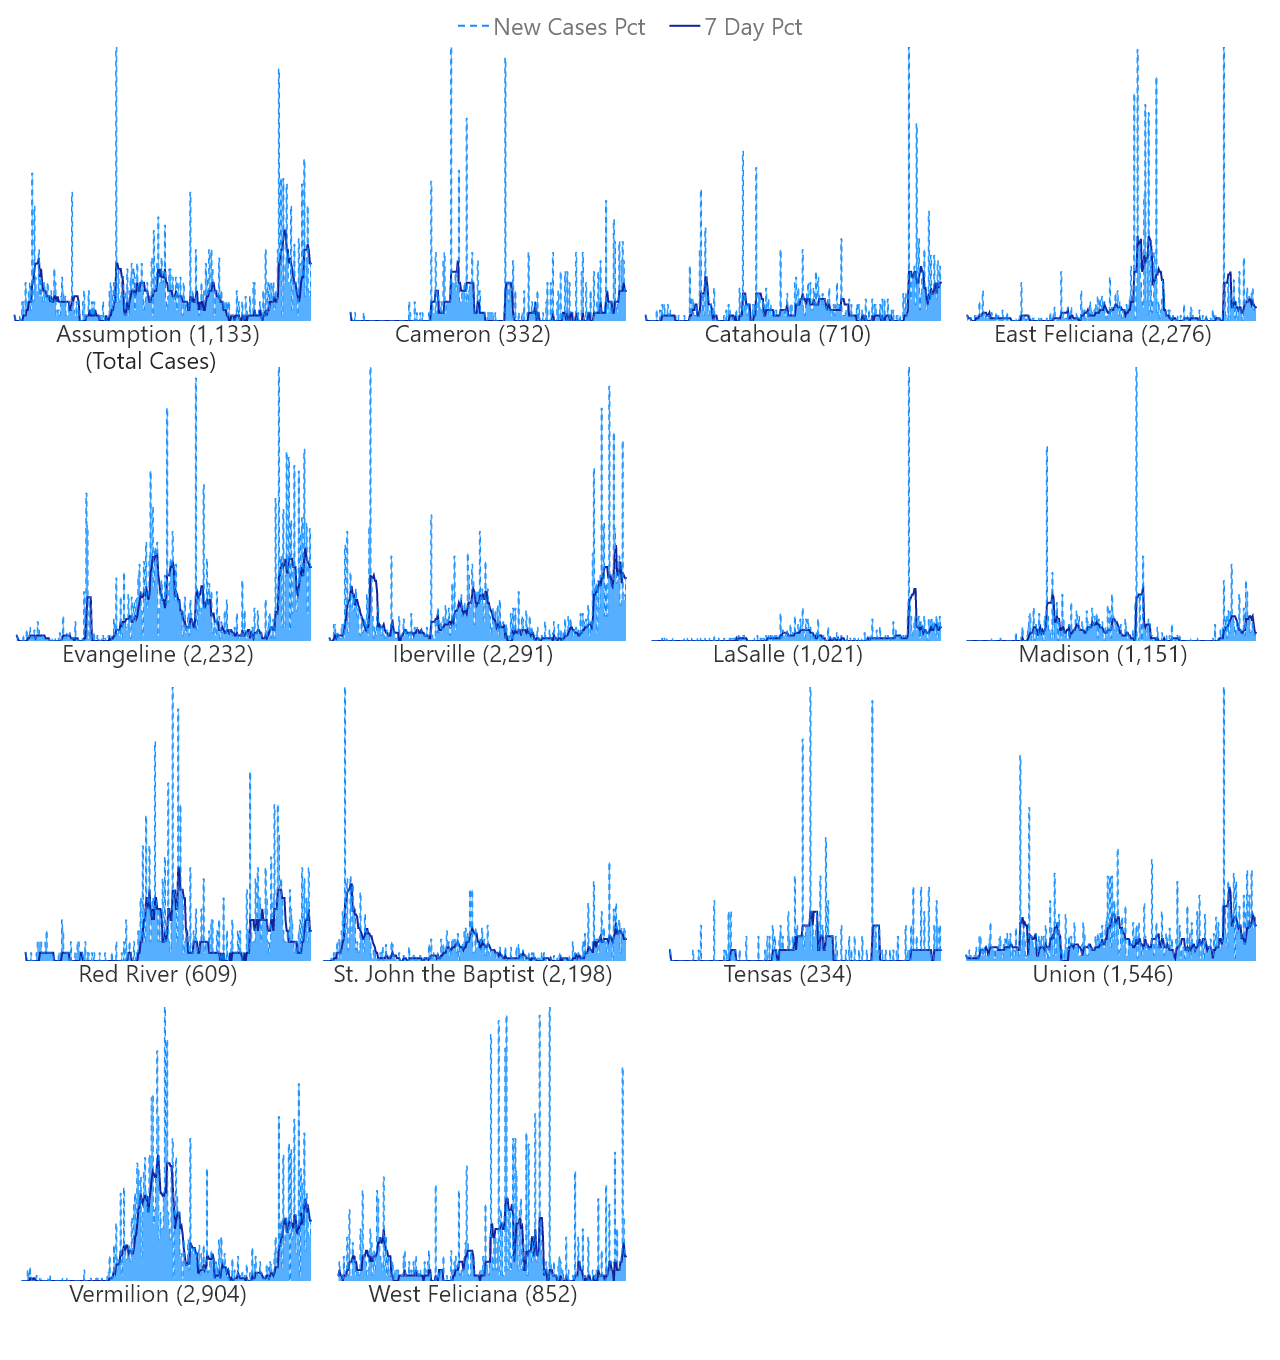 New Cases Pct 7 Day Pct
Assumption (1,133)
(Total Cases)
Cameron (332)
Catahoula (710)
East Feliciana (2,276)
Evangeline (2,232)
Iberville (2,291)
LaSalle (1,021)
Madison (1,151)
Red River (609)
St. John the Baptist (2,198)
Tensas (234)
Union (1,546)
Vermilion (2,904)
West Feliciana (852)